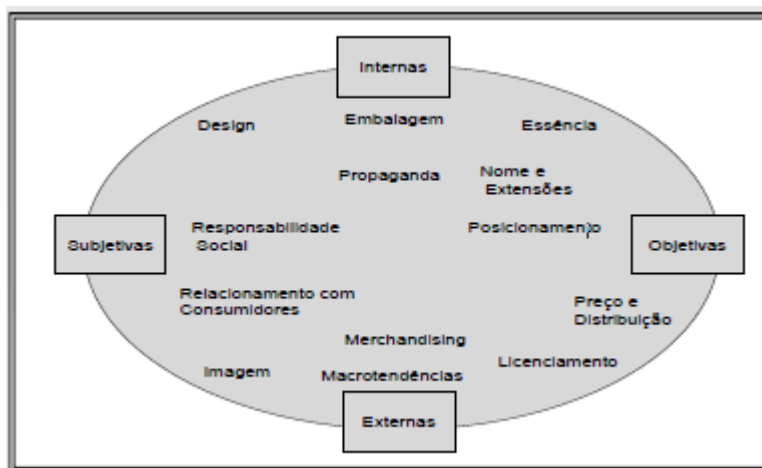 Internas
Design
Embalagem
Essência
Propaganda
Nome e
Extensões
Responsabilidade
Social
Posicionamento
Subjetivas
Objetivas
Relacionamento com
Consumidores
Preço e
Distribuição
Merchandising
Imagem
Macrotendências
Licenciamento
Externas